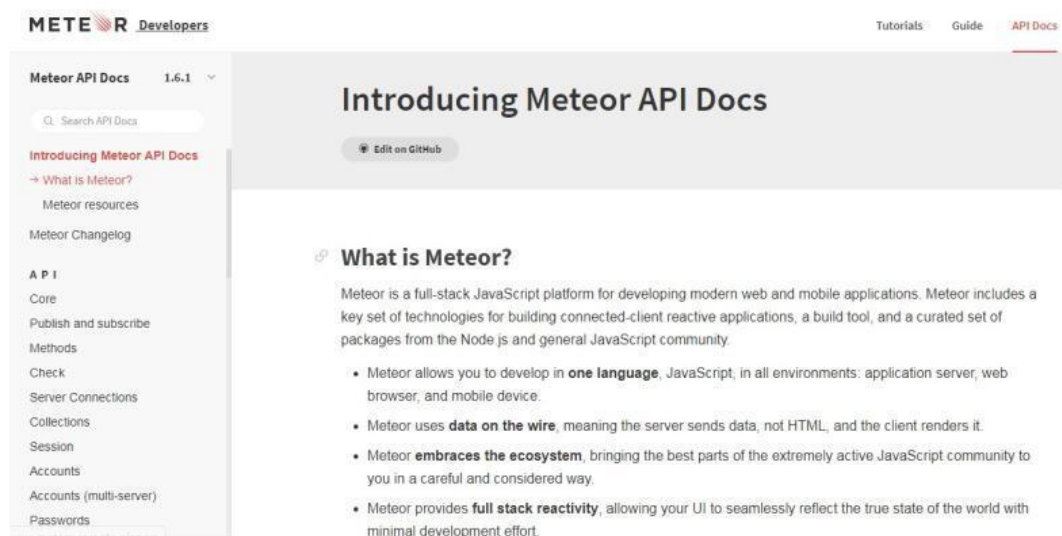 METEOR Developers
Tutorials Guide API Docs
Meteor API Docs 1.6.1
Search API Docs
Introducing Meteor API Docs
→ What is Meteor?
Meteor resources
Meteor Changelog
API
Core
Publish and subscribe
Methods
Check
Server Connections
Collections
Session
Accounts
Accounts (multi-server)
Passwords
Introducing Meteor API Docs
Edit on GitHub
What is Meteor?
Meteor is a full-stack JavaScript platform for developing modern web and mobile applications. Meteor includes a
key set of technologies for building connected-client reactive applications, a build tool, and a curated set of
packages from the Node.js and general JavaScript community.
• Meteor allows you to develop in one language, JavaScript, in all environments: application server, web
browser, and mobile device.
• Meteor uses data on the wire, meaning the server sends data, not HTML, and the client renders it.
• Meteor embraces the ecosystem, bringing the best parts of the extremely active JavaScript community to
you in a careful and considered way.
• Meteor provides full stack reactivity, allowing your UI to seamlessly reflect the true state of the world with
minimal development effort.